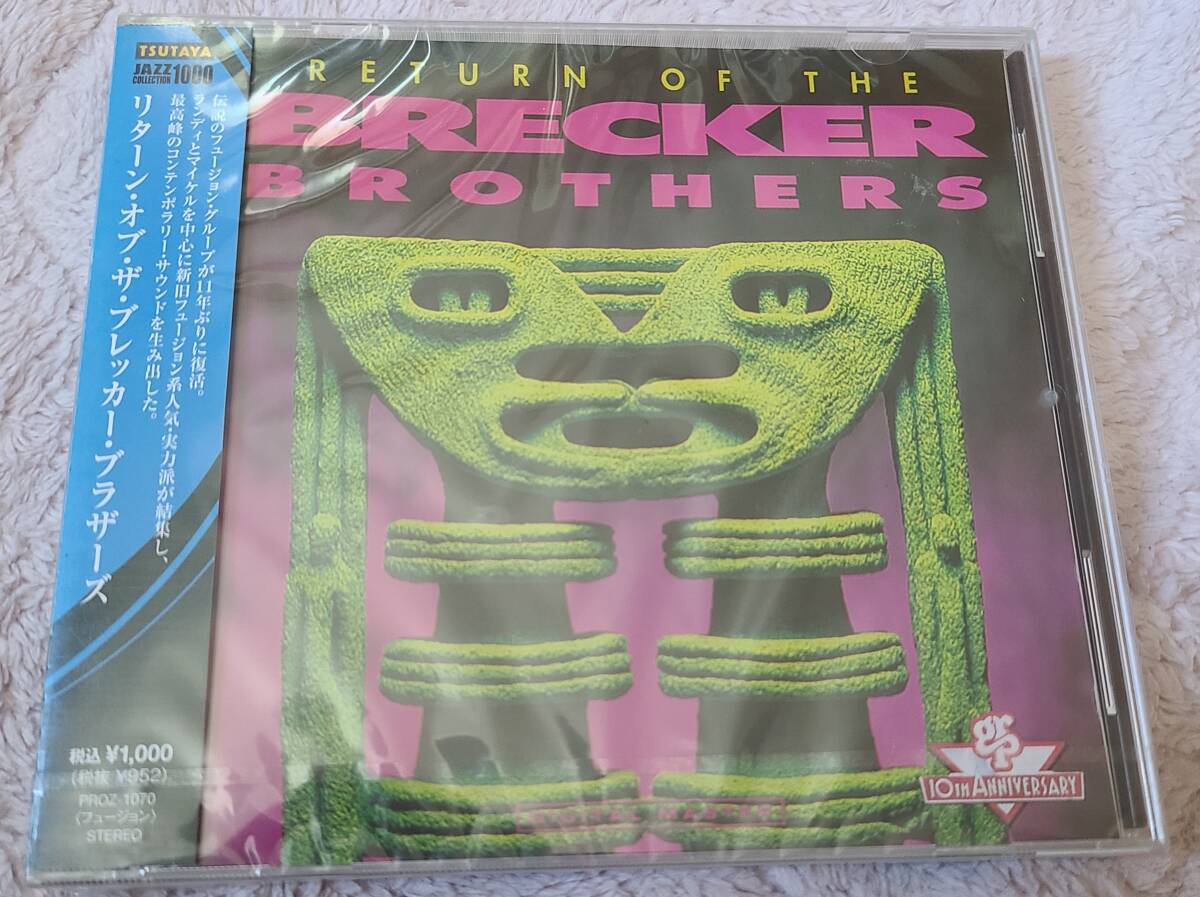 TSUTAYA
JAZZ 1000
COLLECTION
伝説のフュージョン・グループが11年ぶりに復活。
ランディとマイケルを中心に新旧フュージョン系人気・実力派が結集し、
最高峰のコンテンポラリー・サウンドを生み出した。
リターン・オブ・ザ・ブレッカー・ブラザーズ
税込 ¥1,000
(税抜 ¥952)
PROZ-1070
〈フュージョン〉
STEREO
RETURN OF THE
BRECKER
BROTHERS
grp
10TH ANNIVERSARY
DIGITAL MASTER